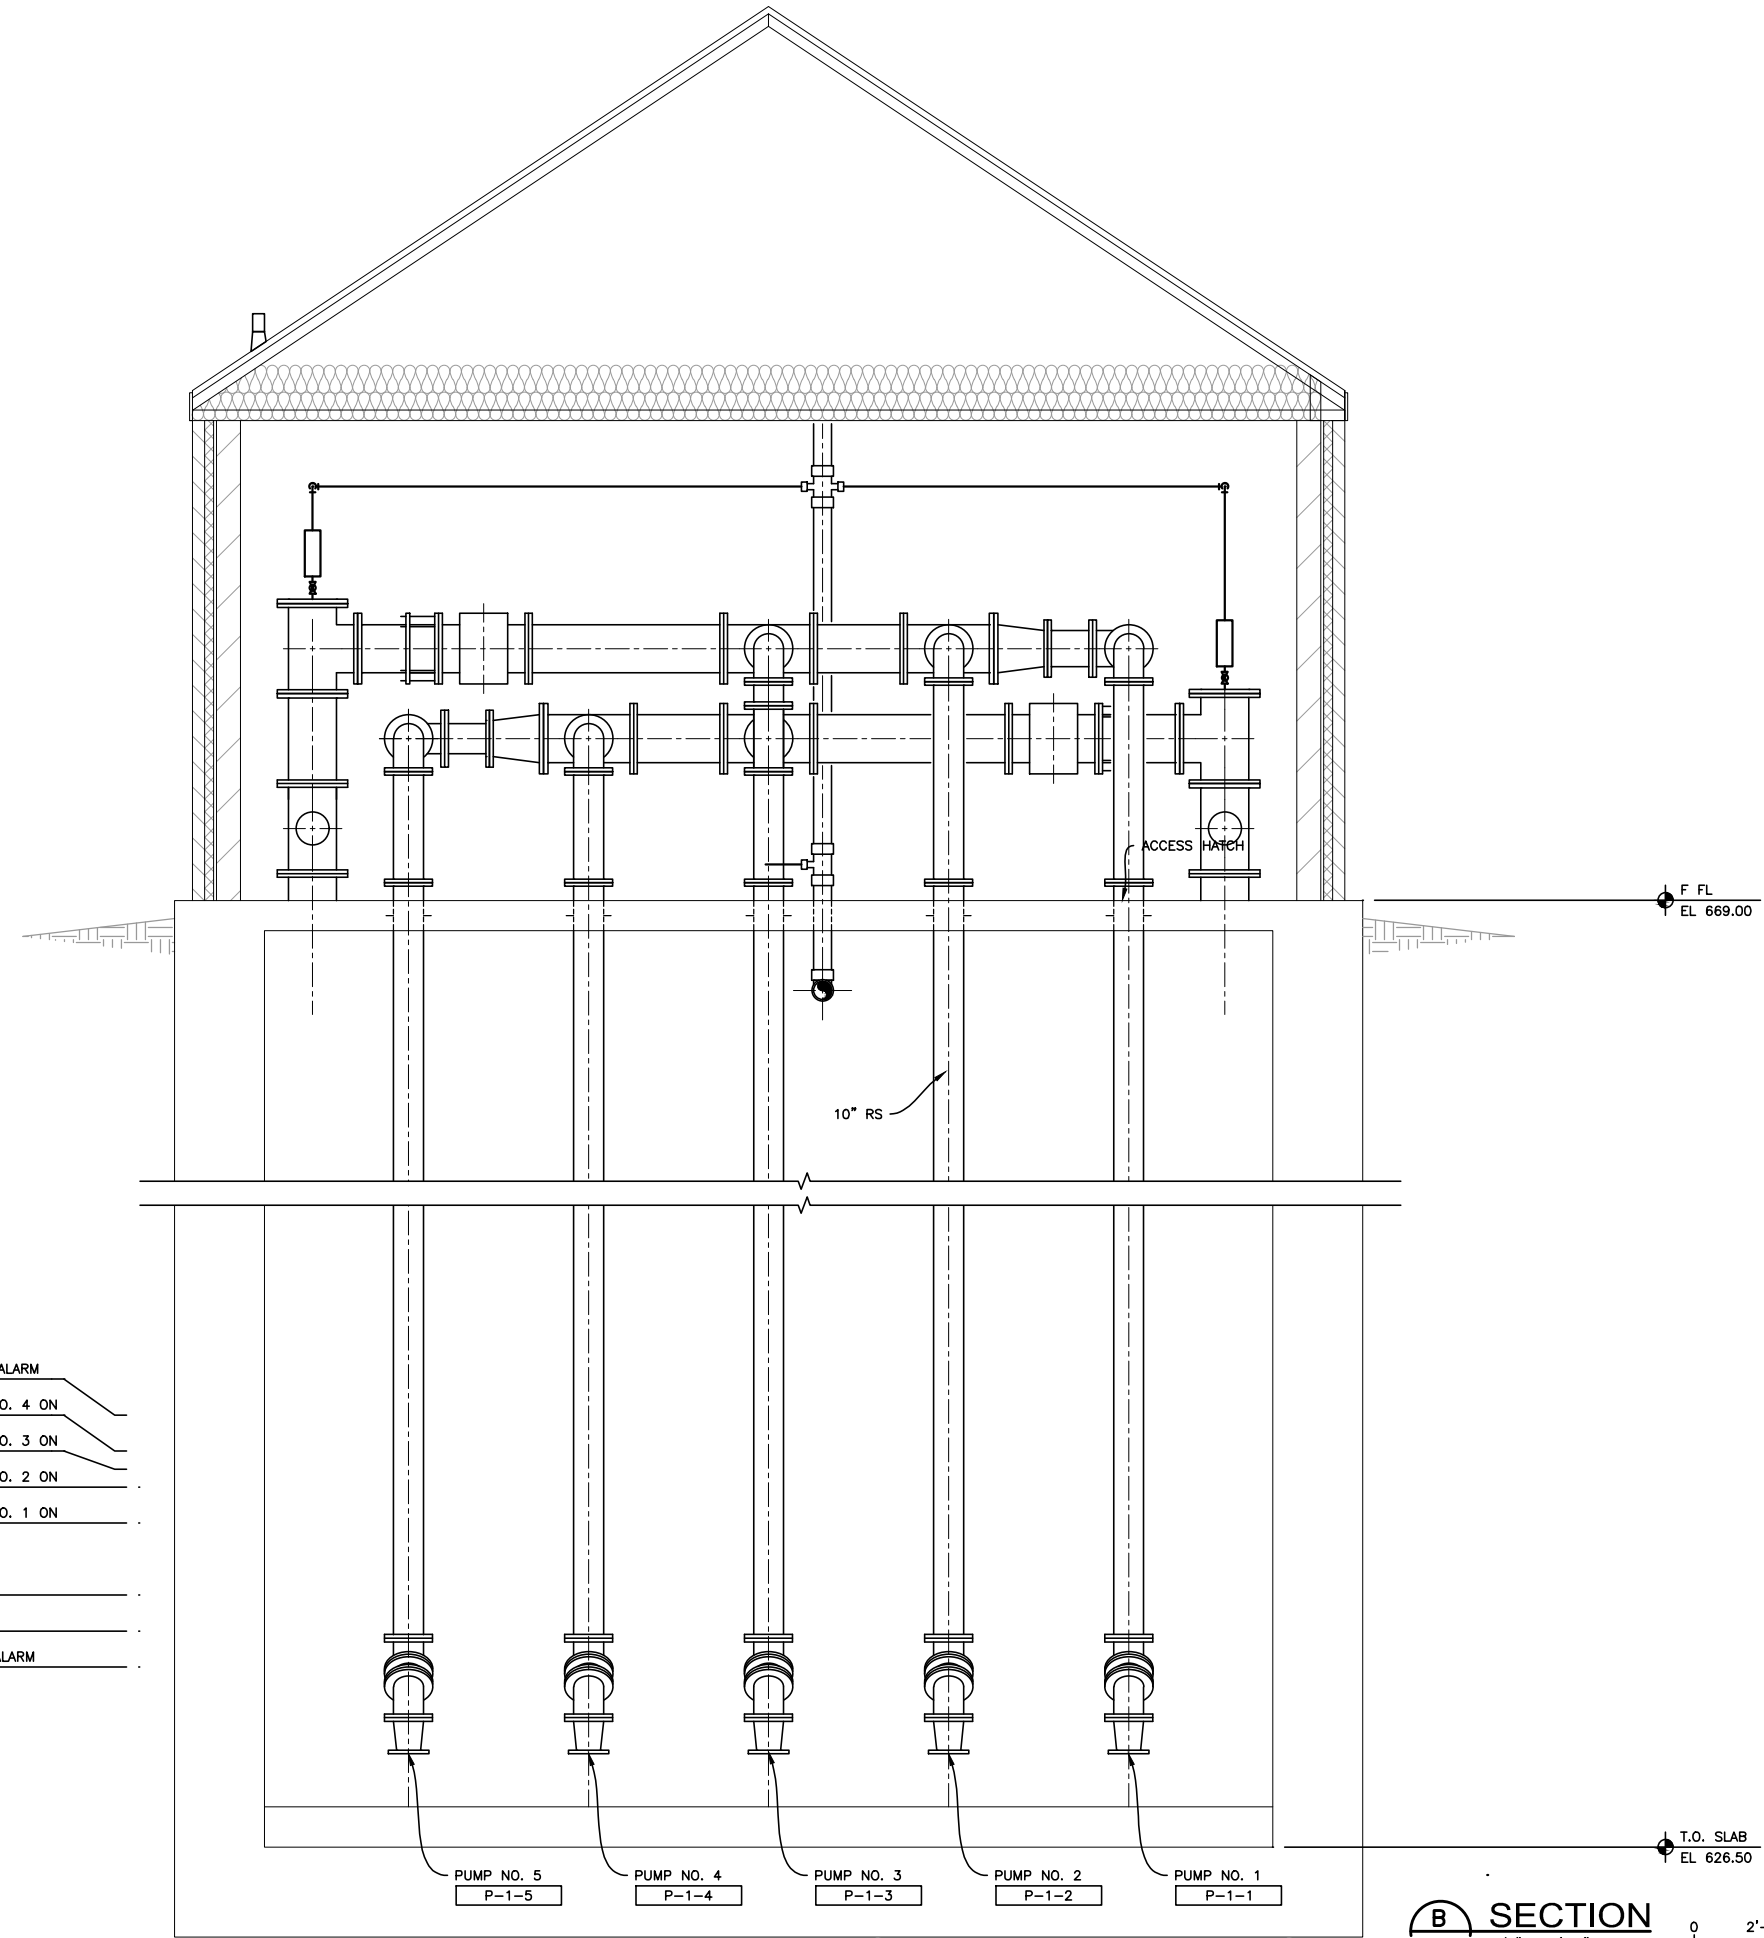 ACCESS HATCH
F FL
EL 669.00
10" RS
ALARM
O. 4 ON
O. 3 ON
O. 2 ON
O. 1 ON
ALARM
T.O. SLAB
EL 626.50
PUMP NO. 5
P-1-5
PUMP NO. 4
P-1-4
PUMP NO. 3
P-1-3
PUMP NO. 2
P-1-2
PUMP NO. 1
P-1-1
B
SECTION
0 2'-